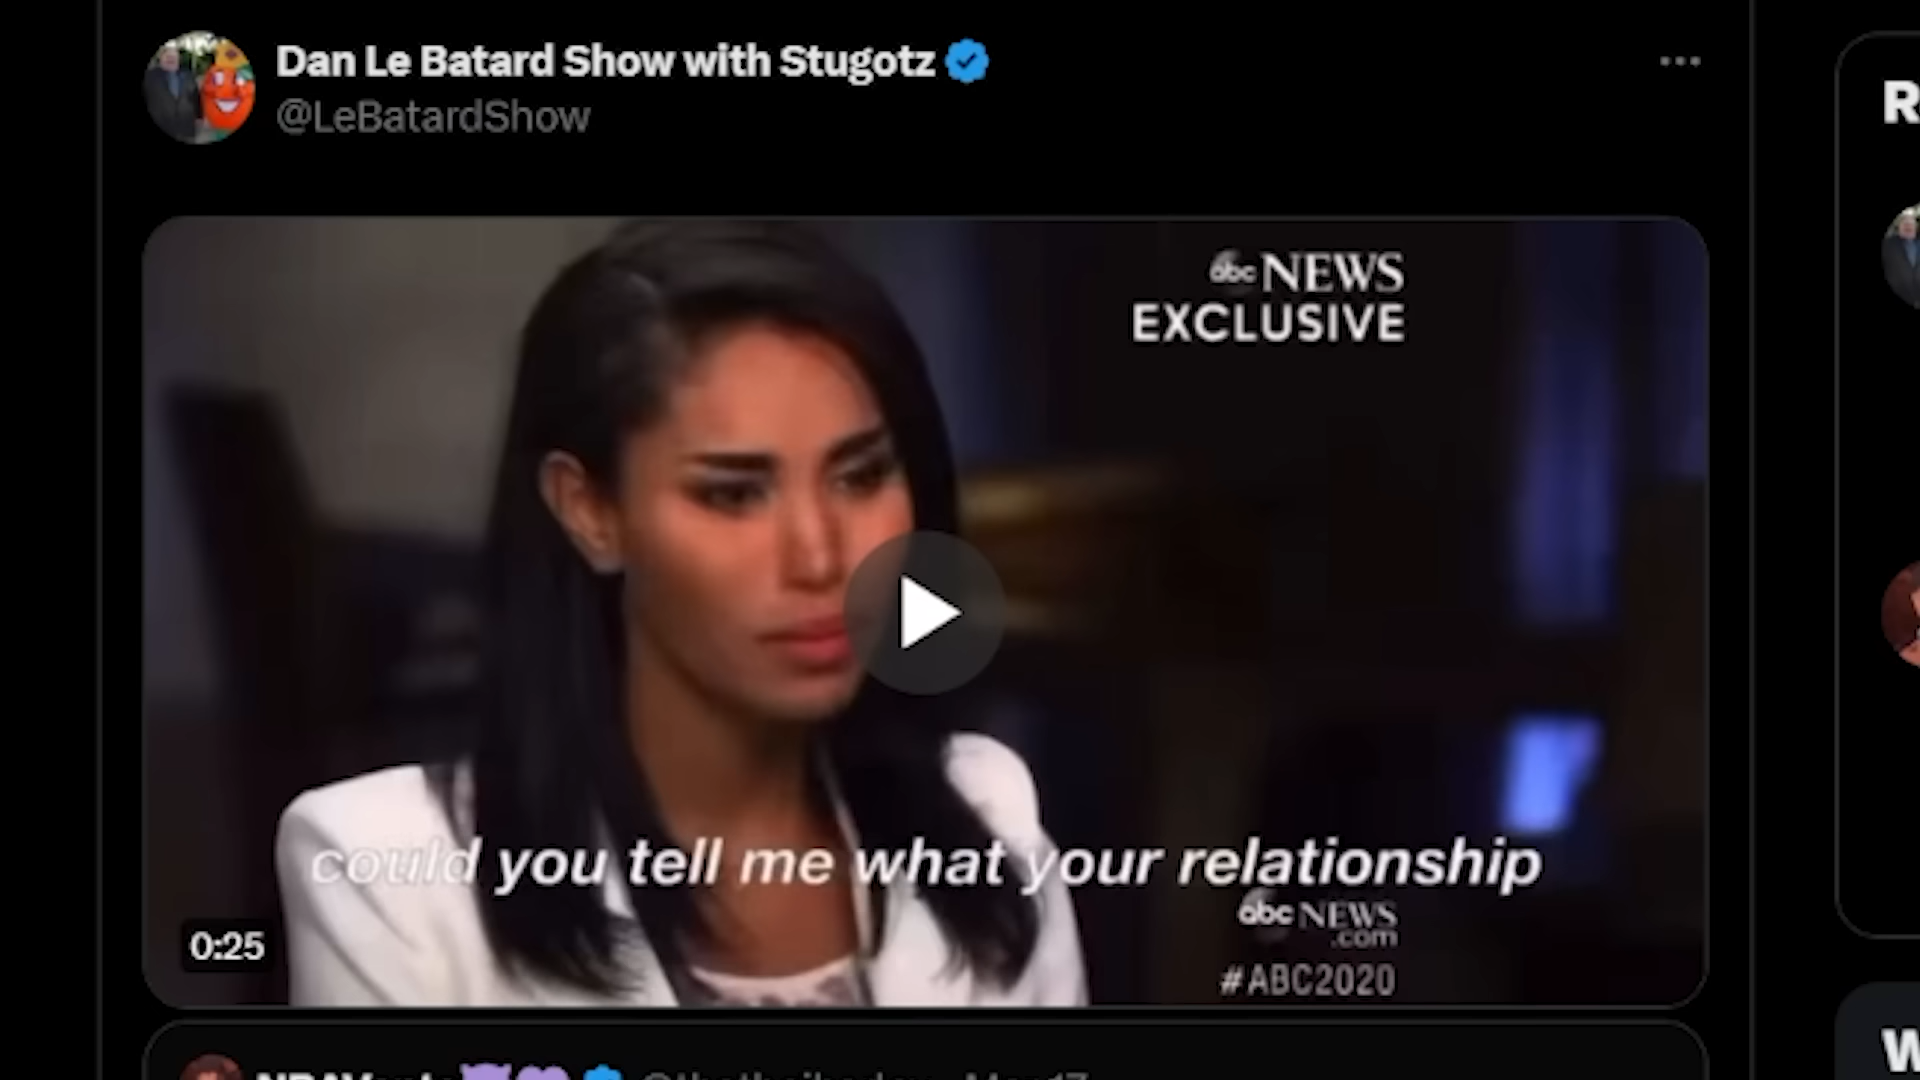 Dan Le Batard Show with Stugotz
@LeBatardShow
R
abc NEWS
EXCLUSIVE
could you tell me what your relationship
abc NEWS
.com
#ABC2020
0:25
W